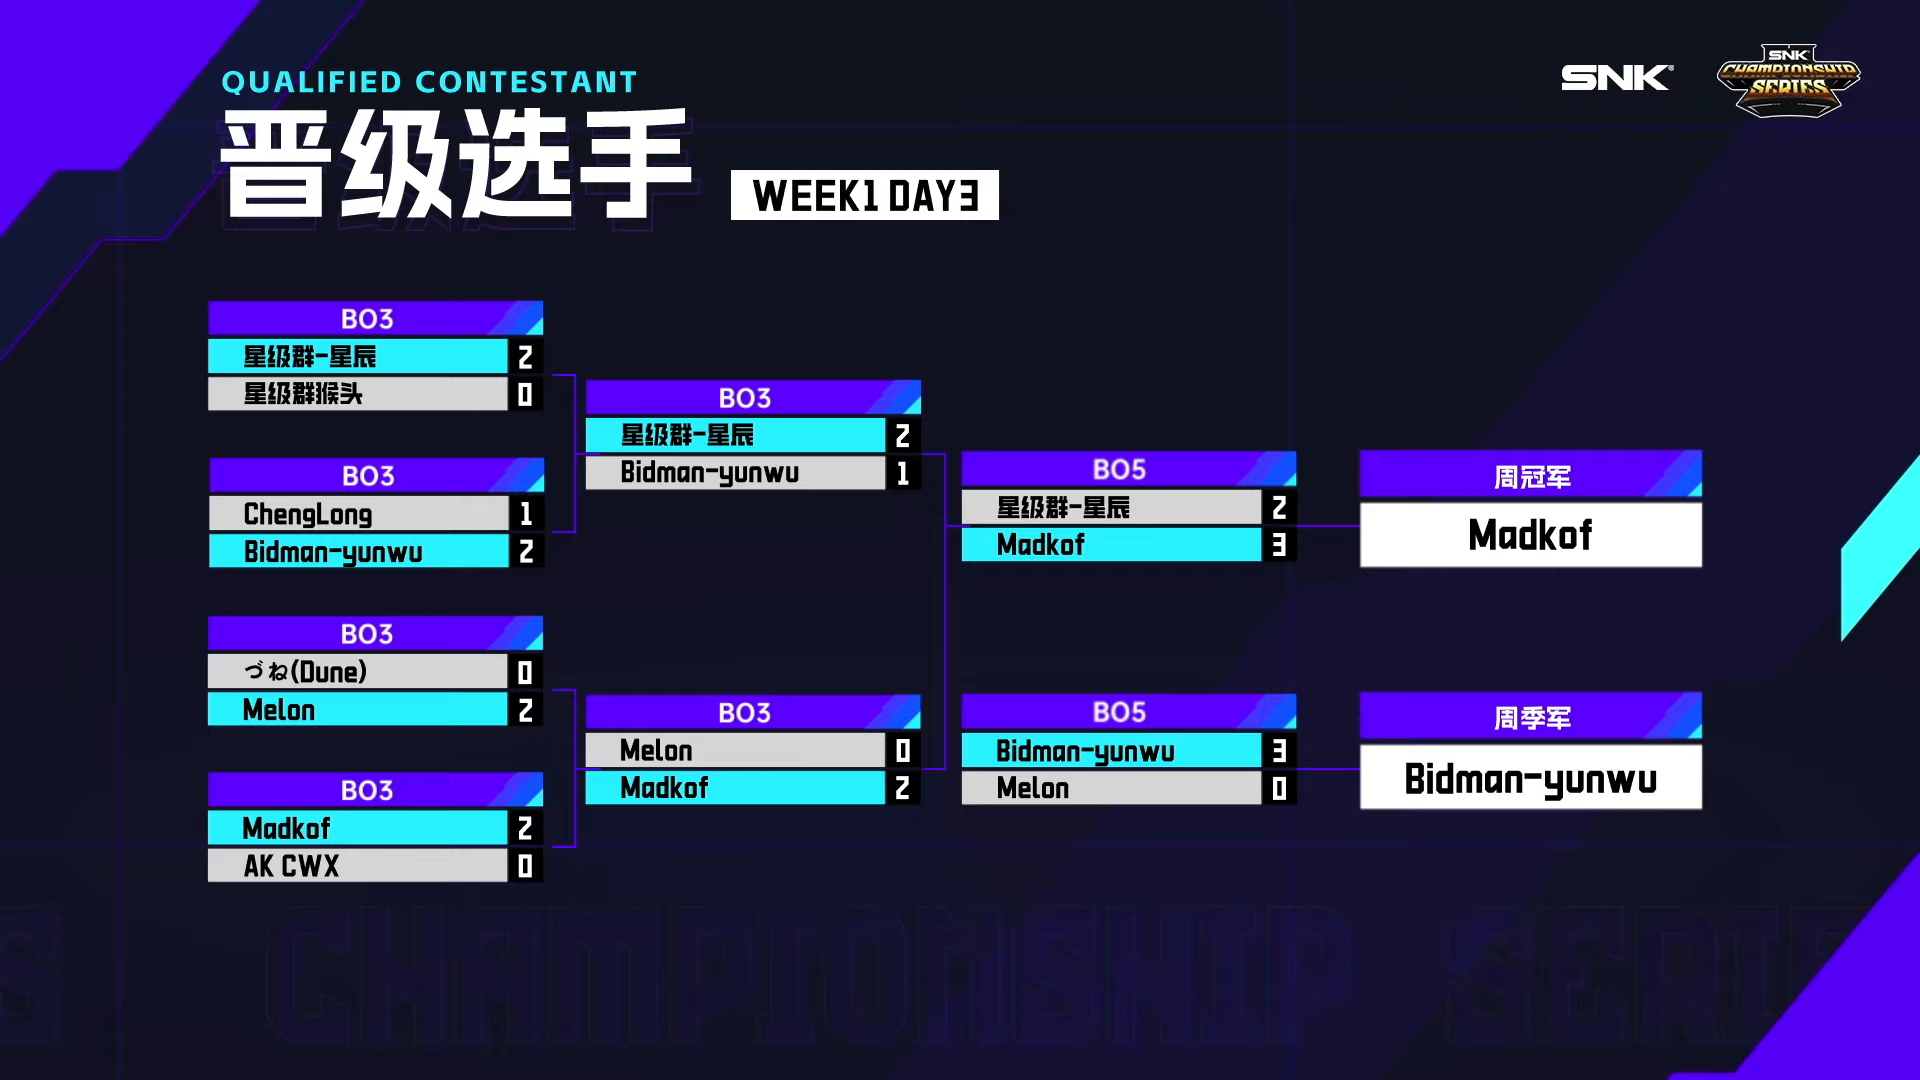 QUALIFIED CONTESTANT
晋级选手
WEEK1 DAY3
SNK
SNK
CHAMPIONSHIP
SERIES
BO3
星级群-星辰 2
星级群猴头 0
BO3
ChengLong 1
Bidman-yunwu 2
BO3
づね(Dune) 0
Melon 2
BO3
Madkof 2
AK CWX 0
BO3
星级群-星辰 2
Bidman-yunwu 1
BO3
Melon 0
Madkof 2
BO5
星级群-星辰 2
Madkof 3
BO5
Bidman-yunwu 3
Melon 0
周冠军
Madkof
周季军
Bidman-yunwu
CHAMPIONSHIP SERIE